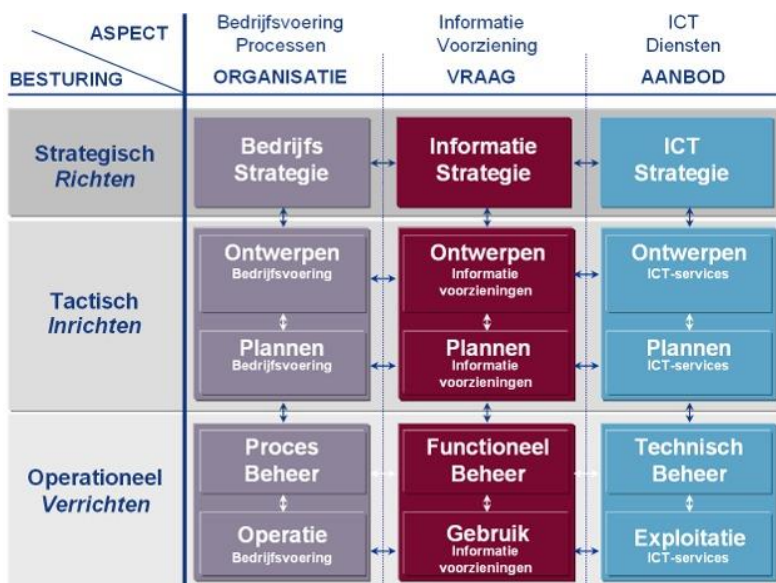 ASPECT
BESTURING
Bedrijfsvoering
Processen
ORGANISATIE
Informatie
Voorziening
VRAAG
ICT
Diensten
AANBOD
Strategisch
Richten
Bedrijfs
Strategie
Informatie
Strategie
ICT
Strategie
Tactisch
Inrichten
Ontwerpen
Bedrijfsvoering
Ontwerpen
Informatie
voorzieningen
Ontwerpen
ICT-services
Plannen
Bedrijfsvoering
Plannen
Informatie
voorzieningen
Plannen
ICT-services
Operationeel
Verrichten
Proces
Beheer
Functioneel
Beheer
Technisch
Beheer
Operatie
Bedrijfsvoering
Gebruik
Informatie
voorzieningen
Exploitatie
ICT-services